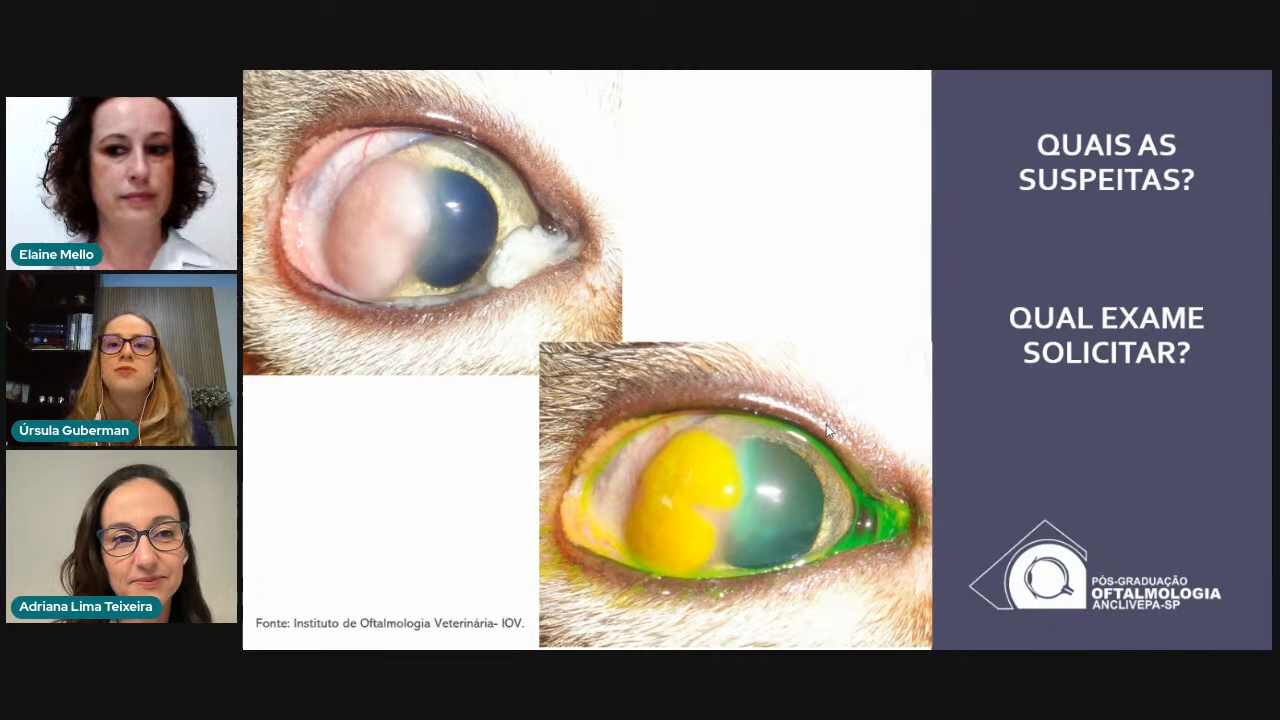 Elaine Mello
Úrsula Guberman
Adriana Lima Teixeira
QUAIS AS
SUSPEITAS?
QUAL EXAME
SOLICITAR?
Fonte: Instituto de Oftalmologia Veterinária- IOV.
PÓS-GRADUAÇÃO
OFTALMOLOGIA
ANCLIVEPA-SP